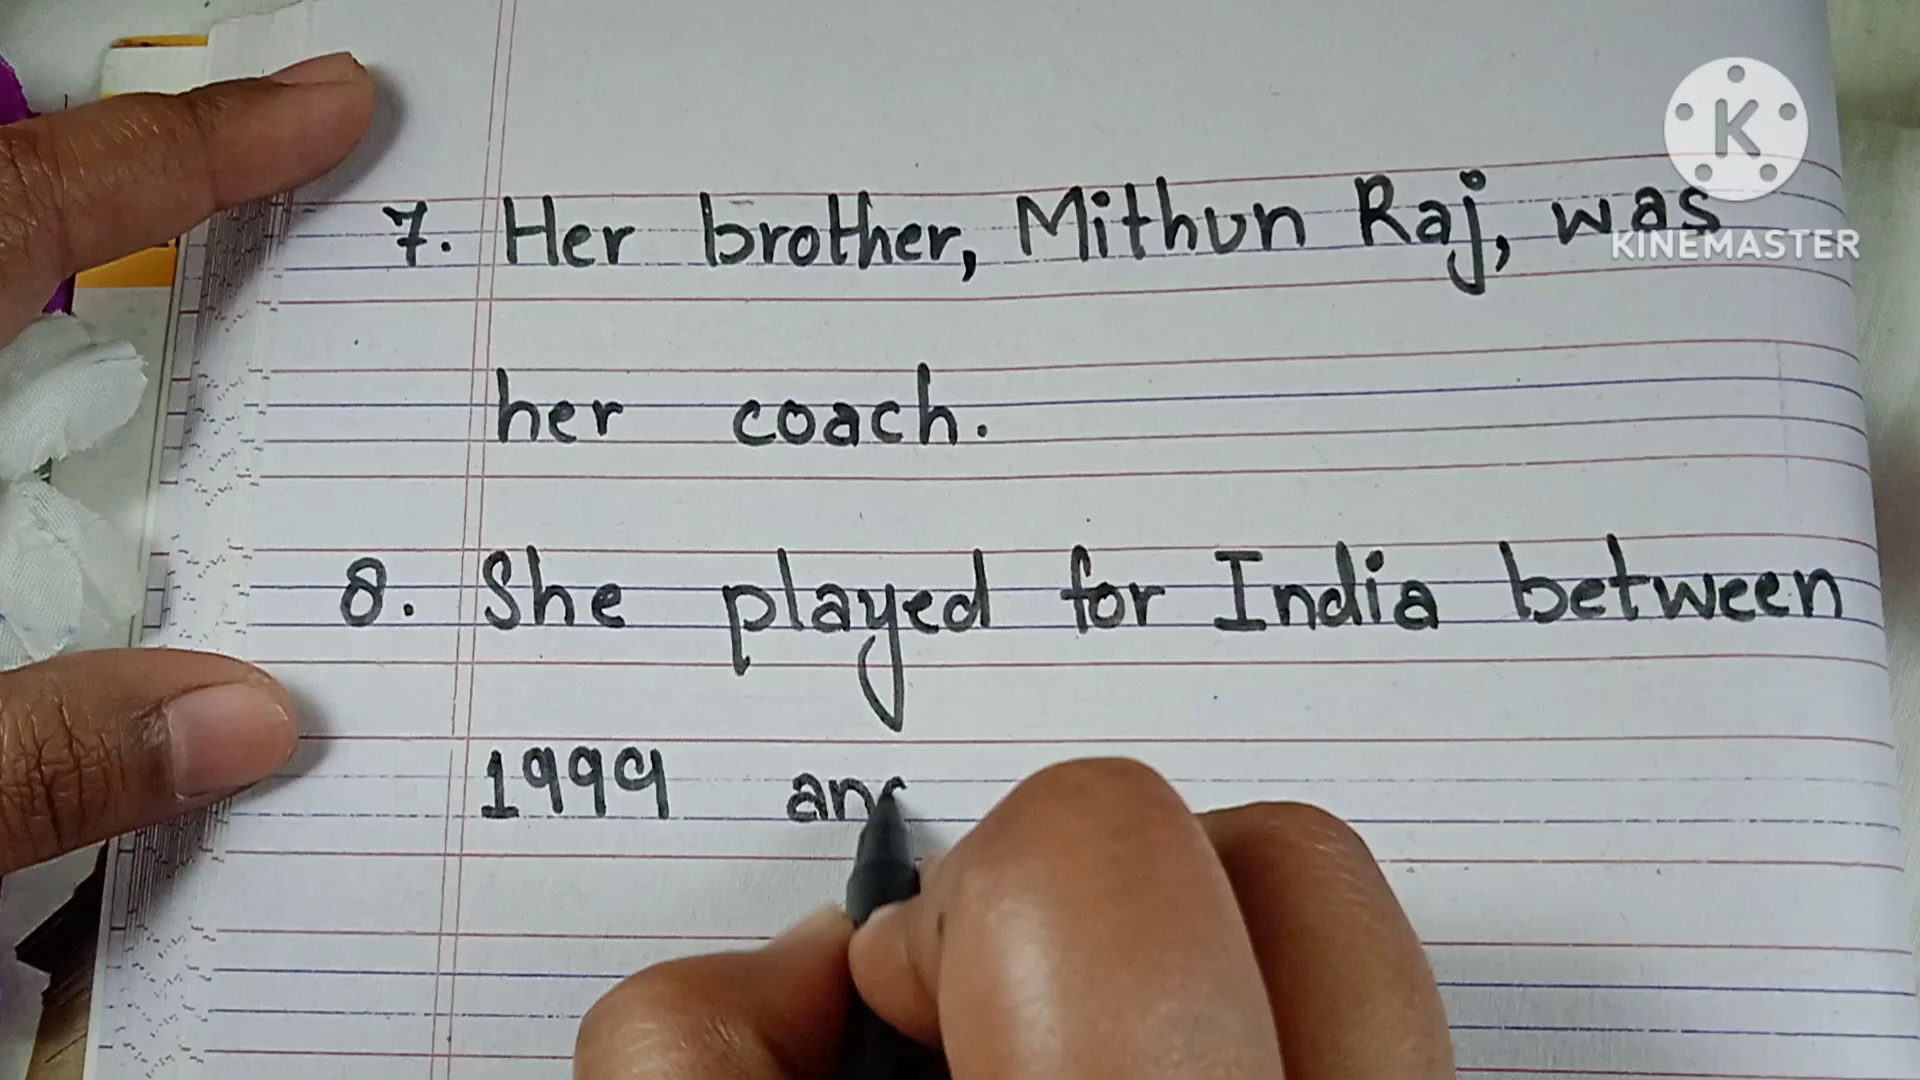 K
KINEMASTER
7. Her brother, Mithun Raj, was
her coach.
8. She played for India between
1999